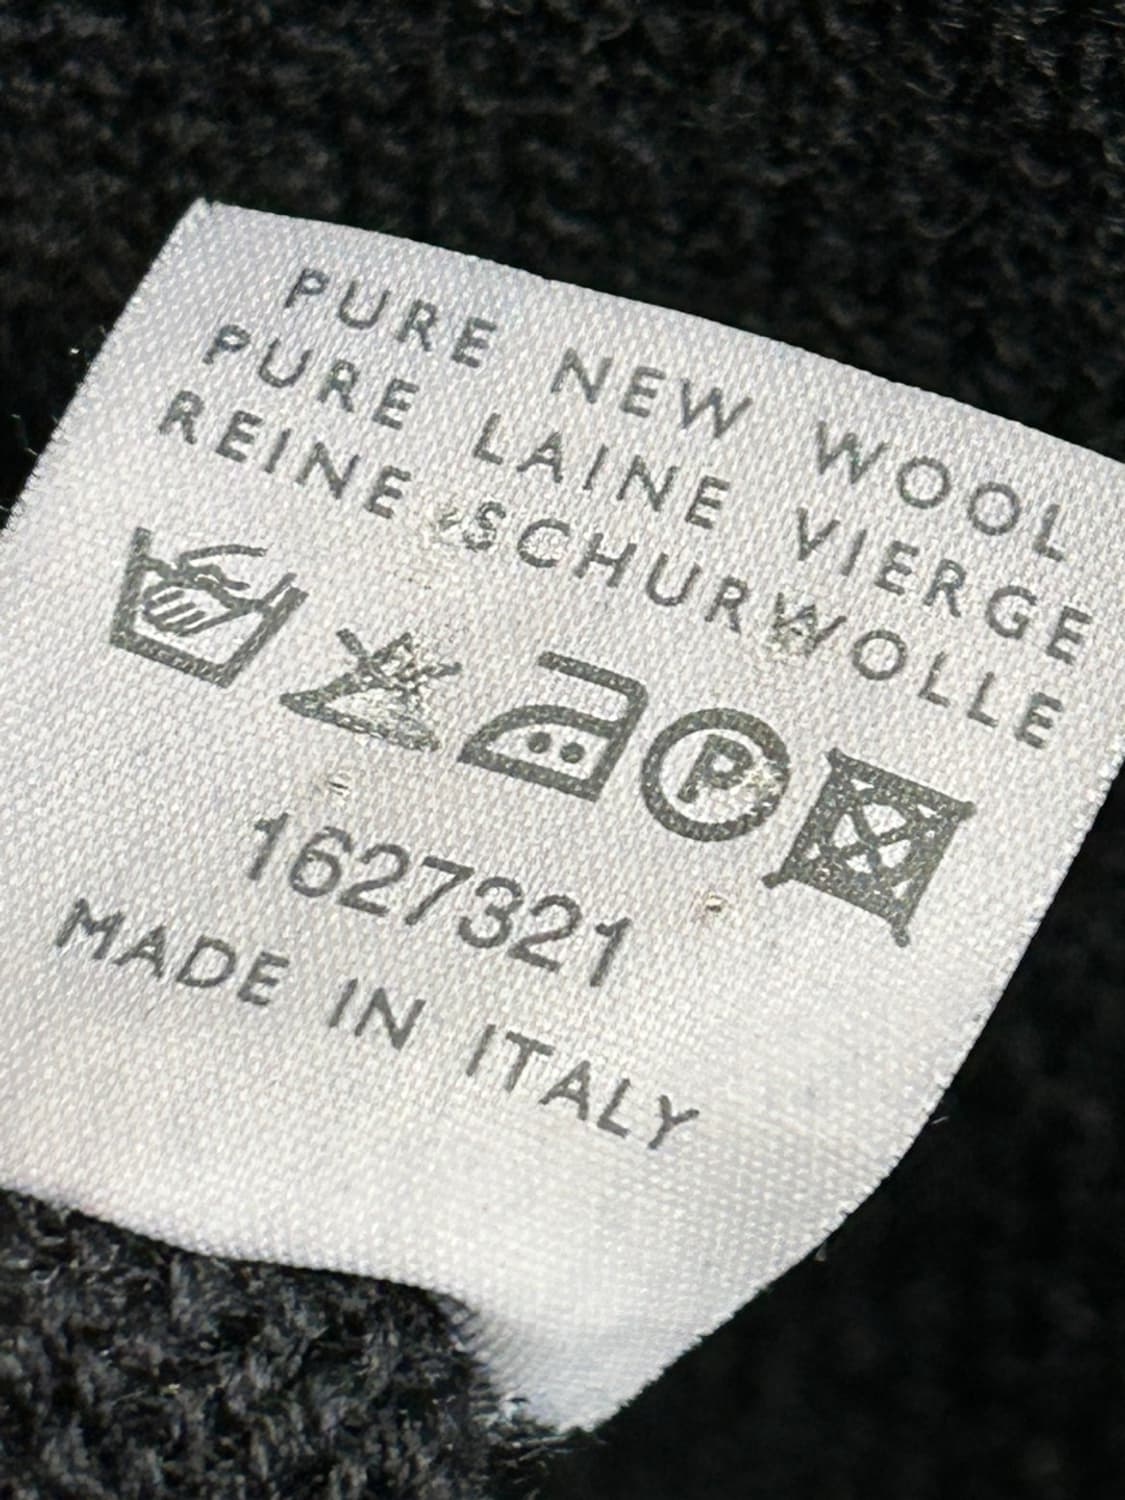 PURE NEW WOOL
PURE LAINE VIERGE
REINE SCHURWOLLE
P
1627321
MADE IN ITALY